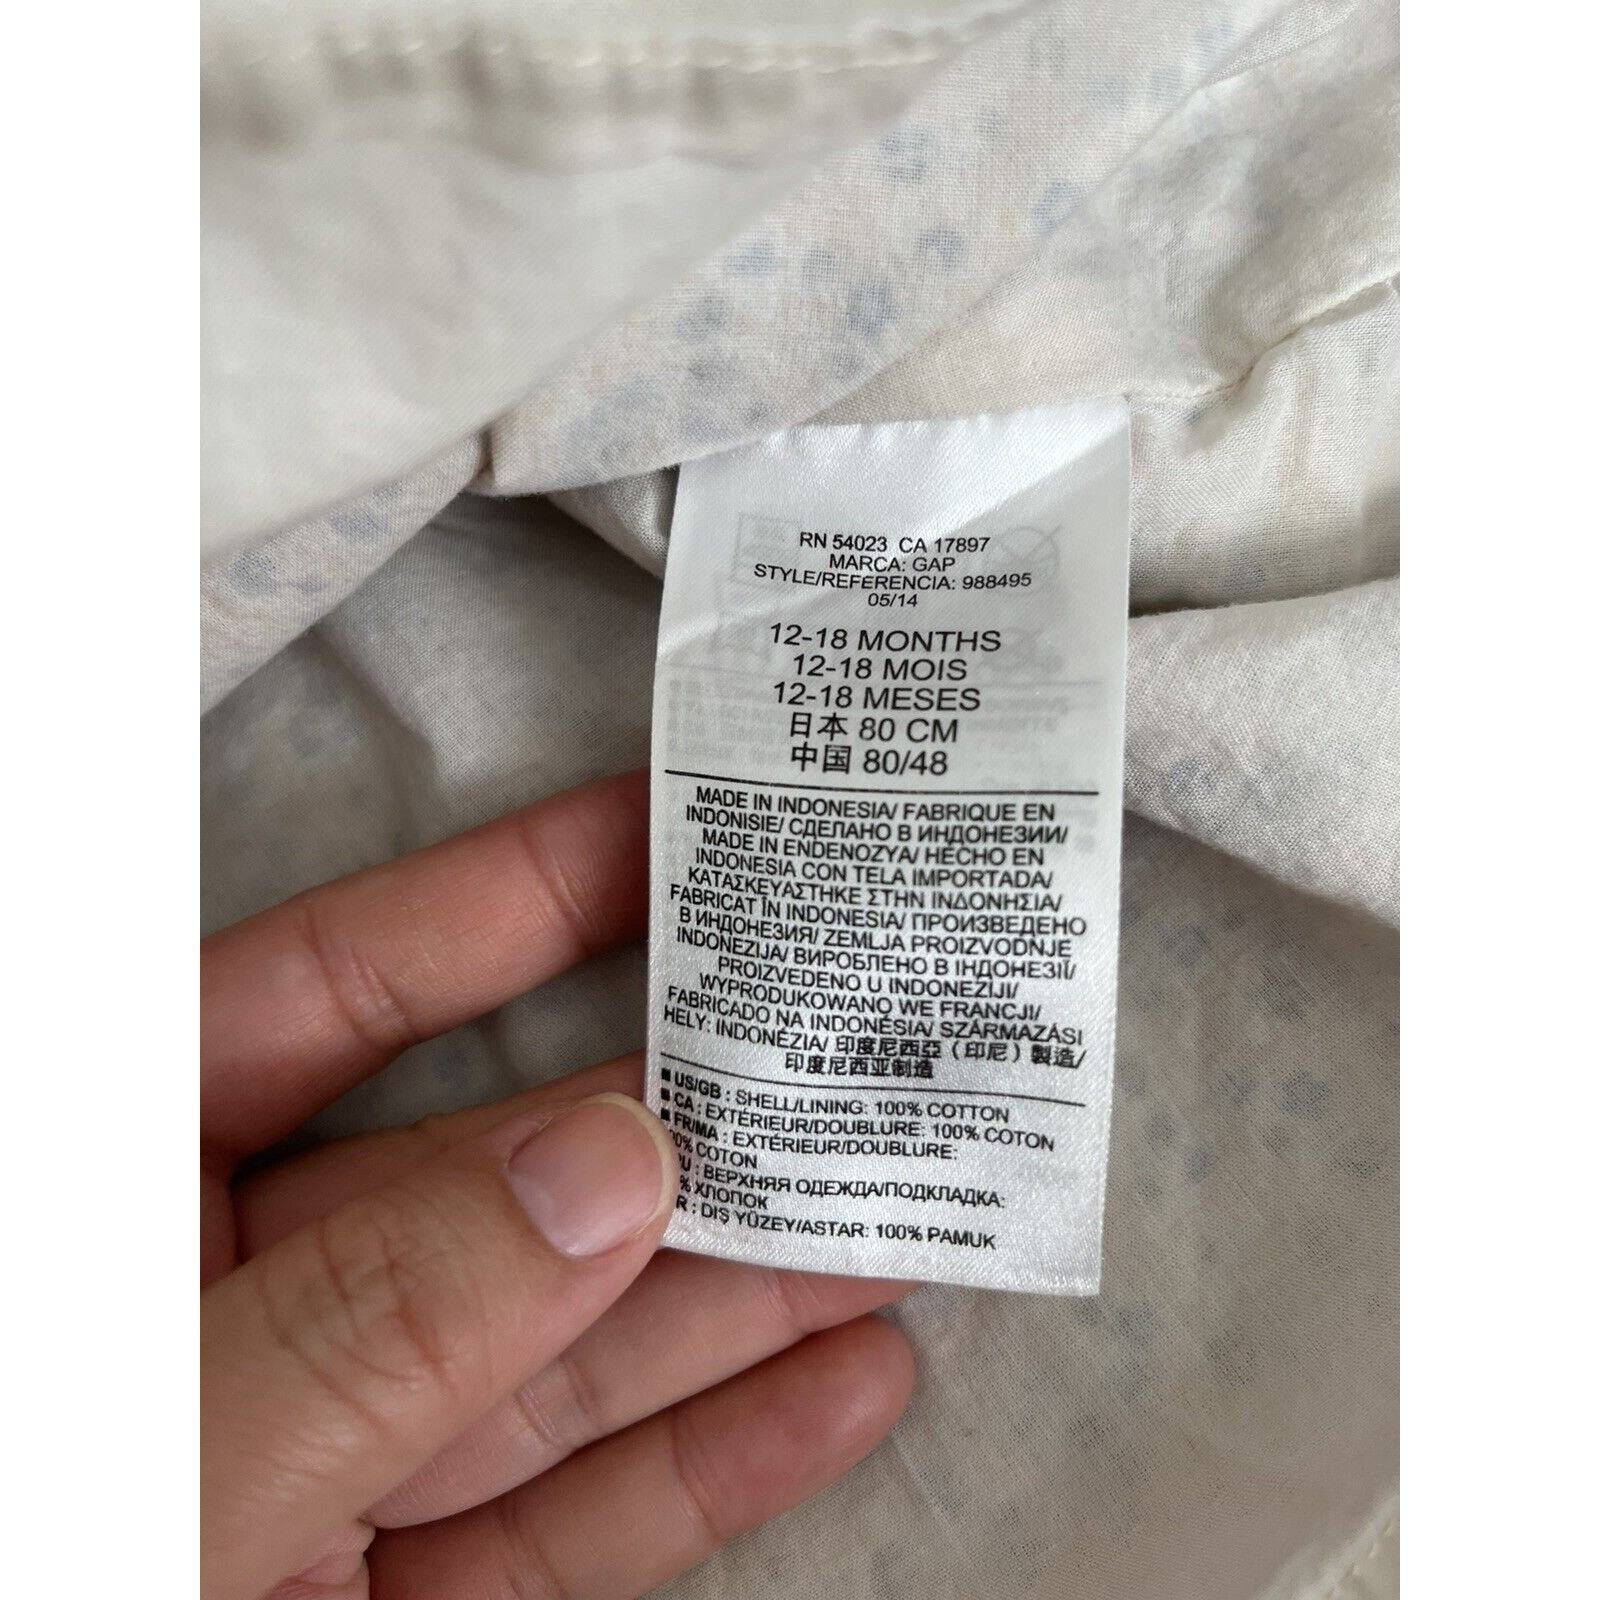 RN 54023 CA 17897
MARCA: GAP
STYLE/REFERENCIA: 988495
05/14
12-18 MONTHS
12-18 MOIS
12-18 MESES
日本 80 CM
中国 80/48
MADE IN INDONESIA/ FABRIQUE EN
INDONISIE/ СДЕЛАНО В ИНДОНЕЗИИ/
MADE IN ENDENOZYA/ HECHO EN
INDONESIA CON TELA IMPORTADA/
ΚΑΤΑΣΚΕΥΑΣΤΗΚΕ ΣΤΗΝ ΙΝΔΟΝΗΣΙΑ/
FABRICAT ÎN INDONESIA/ ПРОИЗВЕДЕНО
В ИНДОНЕЗИЯ/ ZEMLJA PROIZVODNJE
INDONEZIJA/ ВИРОБЛЕНО В ІНДОНЕЗІЇ/
PROIZVEDENO U INDONEZIJI/
WYPRODUKOWANO WE FRANCJI/
FABRICADO NA INDONÉSIA/ SZÁRMAZÁSI
HELY: INDONÉZIA/ 印度尼西亞（印尼）製造/
印度尼西亚制造
■ US/GB : SHELL/LINING: 100% COTTON
■ CA : EXTÉRIEUR/DOUBLURE: 100% COTON
■ FR/MA : EXTÉRIEUR/DOUBLURE:
00% COTON
U : ВЕРХНЯЯ ОДЕЖДА/ПОДКЛАДКА:
% ХЛОПОК
R : DIŞ YÜZEY/ASTAR: 100% PAMUK